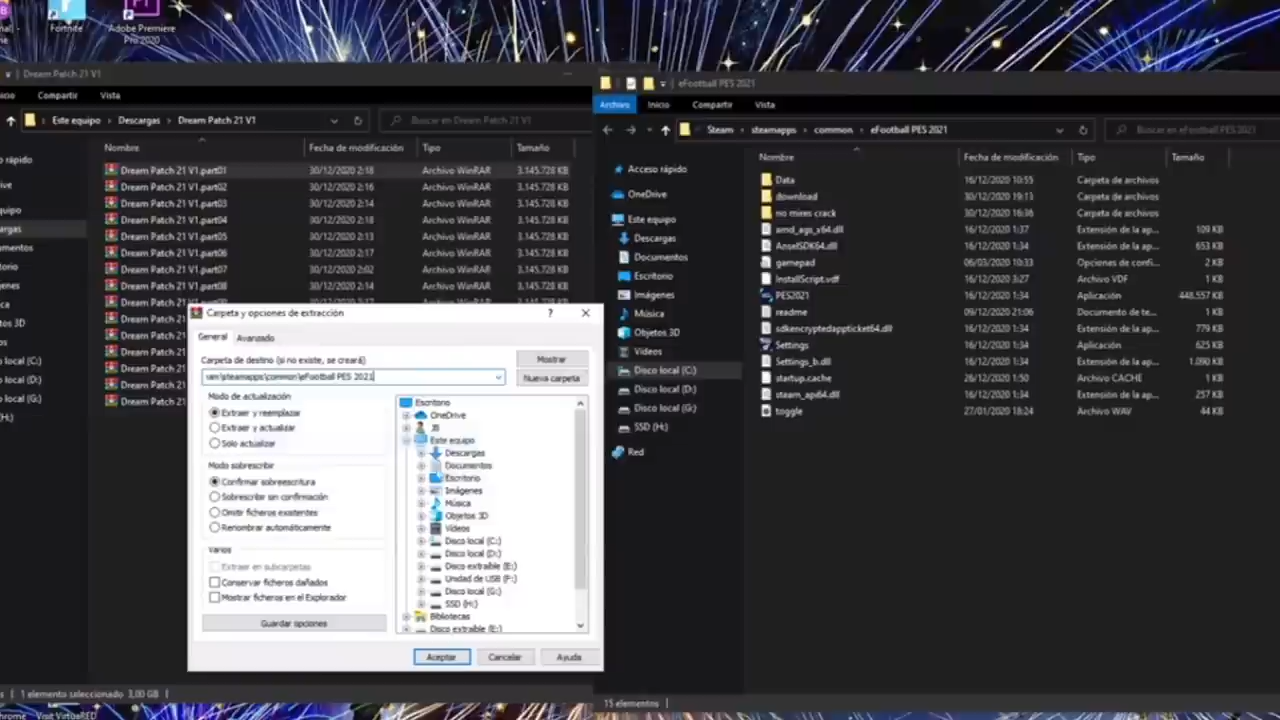 Fortnite
Adobe Premiere
Pro 2020
Dream Patch 21 V1
Compartir
Vista
Este equipo
Descargas
Dream Patch 21 V1
Buscar en Dream Patch 21 V1
Nombre
Fecha de modificación
Tipo
Tamaño
Dream Patch 21 V1.part01 30/12/2020 2:18 Archivo WinRAR 3.145.728 KB
Dream Patch 21 V1.part02 30/12/2020 2:16 Archivo WinRAR 3.145.728 KB
Dream Patch 21 V1.part03 30/12/2020 2:14 Archivo WinRAR 3.145.728 KB
Dream Patch 21 V1.part04 30/12/2020 2:18 Archivo WinRAR 3.145.728 KB
Dream Patch 21 V1.part05 30/12/2020 2:13 Archivo WinRAR 3.145.728 KB
Dream Patch 21 V1.part06 30/12/2020 2:17 Archivo WinRAR 3.145.728 KB
Dream Patch 21 V1.part07 30/12/2020 2:02 Archivo WinRAR 3.145.728 KB
Dream Patch 21 V1.part08 30/12/2020 2:18 Archivo WinRAR 3.145.728 KB
Dream Patch 21
Dream Patch 21
Dream Patch 21
Dream Patch 21
Dream Patch 21
Dream Patch 21
1 elemento seleccionado 3,00 GB
Visit VirtuaRED
Carpeta y opciones de extracción
?
General
Avanzado
Carpeta de destino (si no existe, se creará)
Mostrar
am\steamapps\common\eFootball PES 2021
Nueva carpeta
Modo de actualización
Extraer y reemplazar
Extraer y actualizar
Sólo actualizar
Modo sobrescribir
Confirmar sobreescritura
Sobrescribir sin confirmación
Omitir ficheros existentes
Renombrar automáticamente
Varios
Extraer en subcarpetas
Conservar ficheros dañados
Mostrar ficheros en el Explorador
Guardar opciones
Escritorio
OneDrive
JB
Este equipo
Descargas
Documentos
Escritorio
Imágenes
Música
Objetos 3D
Vídeos
Disco local (C:)
Disco local (D:)
Disco extraíble (E:)
Unidad de USB (F:)
Disco local (G:)
SSD (H:)
Bibliotecas
Disco extraíble (E:)
Aceptar
Cancelar
Ayuda
eFootball PES 2021
Archivo
Inicio
Compartir
Vista
Steam
steamapps
common
eFootball PES 2021
Buscar en eFootball PES 2021
Acceso rápido
OneDrive
Este equipo
Descargas
Documentos
Escritorio
Imágenes
Música
Objetos 3D
Vídeos
Disco local (C:)
Disco local (D:)
Disco local (G:)
SSD (H:)
Red
Nombre
Fecha de modificación
Tipo
Tamaño
Data 16/12/2020 10:55 Carpeta de archivos
download 30/12/2020 19:13 Carpeta de archivos
no mires crack 30/12/2020 16:36 Carpeta de archivos
amd_ags_x64.dll 16/12/2020 1:37 Extensión de la ap... 109 KB
AnselSDK64.dll 16/12/2020 1:34 Extensión de la ap... 653 KB
gamepad 06/03/2020 10:33 Opciones de confi... 2 KB
InstallScript.vdf 16/12/2020 3:27 Archivo VDF 1 KB
PES2021 16/12/2020 1:34 Aplicación 448.557 KB
readme 09/12/2020 21:06 Documento de te... 1 KB
sdkencryptedappticket64.dll 16/12/2020 1:34 Extensión de la ap... 779 KB
Settings 16/12/2020 1:34 Aplicación 625 KB
Settings_b.dll 16/12/2020 1:34 Extensión de la ap... 1.090 KB
startup.cache 26/12/2020 1:50 Archivo CACHE 1 KB
steam_api64.dll 16/12/2020 1:34 Extensión de la ap... 257 KB
toggle 27/01/2020 18:24 Archivo WAV 44 KB
15 elementos